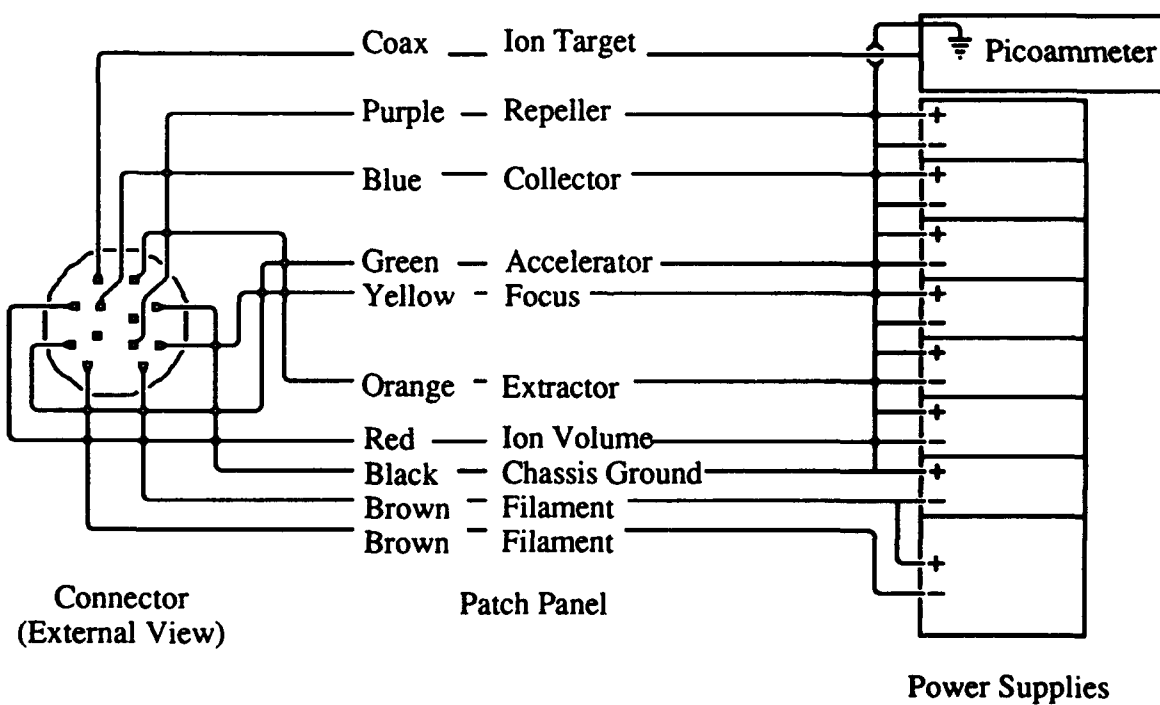 Coax — Ion Target
Picoammeter
Purple — Repeller
+
−
Blue — Collector
+
−
+
Green — Accelerator
−
Yellow - Focus
+
−
+
Orange - Extractor
−
+
Red — Ion Volume
−
Black — Chassis Ground
+
Brown - Filament
−
Brown — Filament
+
−
Connector
(External View)
Patch Panel
Power Supplies